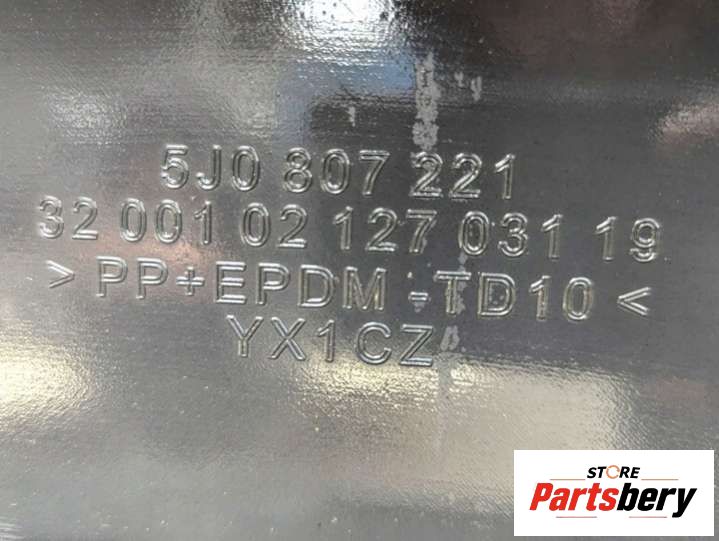 5J0 807 221
32 001 02 127 031 19
> PP+EPDM -TD10 <
YX1CZ
STORE
Partsbery